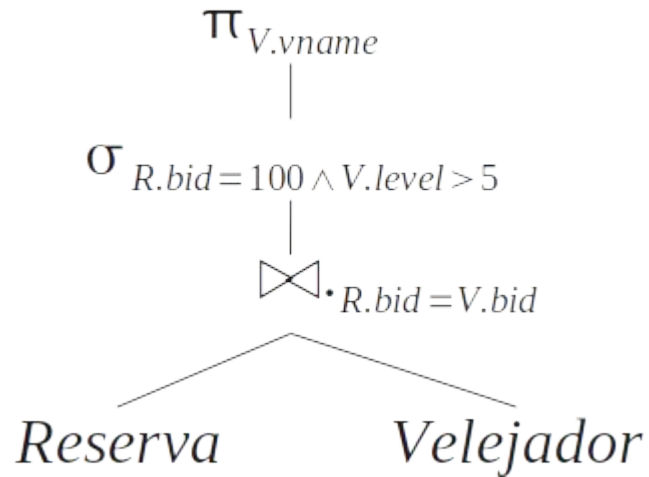 π V.vname
σ R.bid = 100 ∧ V.level > 5
⋈. R.bid = V.bid
Reserva Velejador